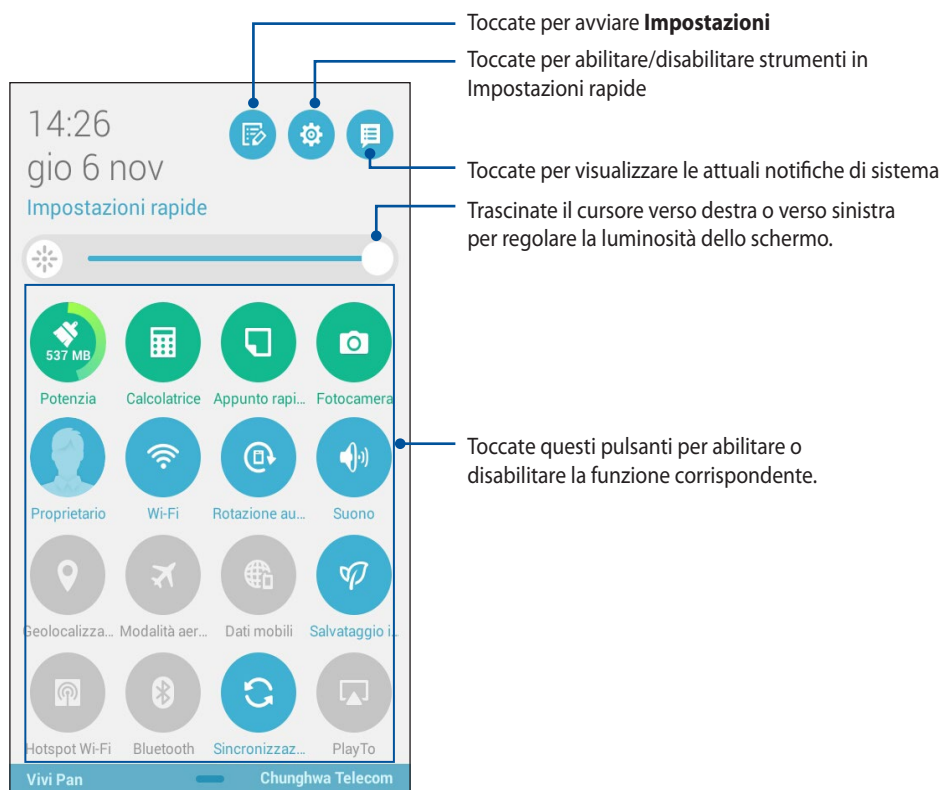 Toccate per avviare Impostazioni
Toccate per abilitare/disabilitare strumenti in
Impostazioni rapide
14:26
gio 6 nov
Impostazioni rapide
Toccate per visualizzare le attuali notifiche di sistema
Trascinate il cursore verso destra o verso sinistra
per regolare la luminosità dello schermo.
537 MB
Potenzia Calcolatrice Appunto rapi... Fotocamera
Toccate questi pulsanti per abilitare o
disabilitare la funzione corrispondente.
Proprietario Wi-Fi Rotazione au... Suono
Geolocalizza... Modalità aer... Dati mobili Salvataggio i...
Hotspot Wi-Fi Bluetooth Sincronizzaz... PlayTo
Vivi Pan Chunghwa Telecom